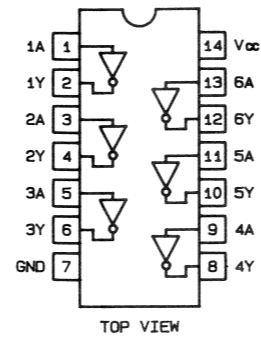 1A 1 14 Vcc
1Y 2 13 6A
2A 3 12 6Y
2Y 4 11 5A
3A 5 10 5Y
3Y 6 9 4A
GND 7 8 4Y
TOP VIEW